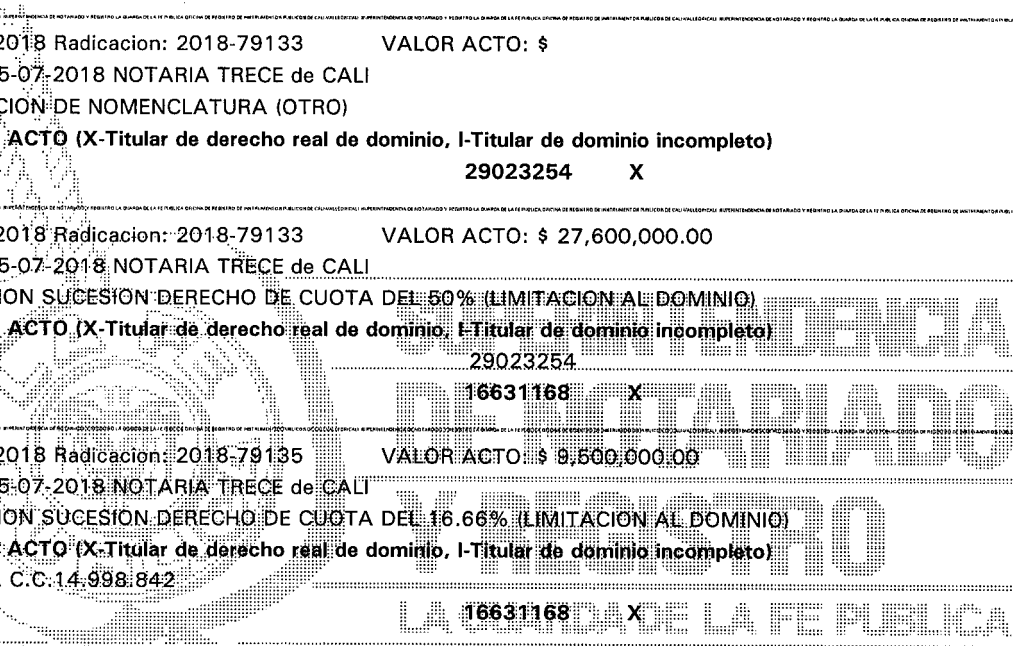 2018 Radicacion: 2018-79133 VALOR ACTO: $
5-07-2018 NOTARIA TRECE de CALI
CION DE NOMENCLATURA (OTRO)
ACTO (X-Titular de derecho real de dominio, I-Titular de dominio incompleto)
29023254 X
2018 Radicacion: 2018-79133 VALOR ACTO: $ 27,600,000.00
5-07-2018 NOTARIA TRECE de CALI
ION SUCESION DERECHO DE CUOTA DEL 50% (LIMITACION AL DOMINIO)
ACTO (X-Titular de derecho real de dominio, I-Titular de dominio incompleto)
29023254
16631168 X
2018 Radicacion: 2018-79135 VALOR ACTO: $ 9,500,000.00
5-07-2018 NOTARIA TRECE de CALI
ION SUCESION DERECHO DE CUOTA DEL 16.66% (LIMITACION AL DOMINIO)
ACTO (X-Titular de derecho real de dominio, I-Titular de dominio incompleto)
C.C.14.998.842
16631168 X
SUPERINTENDENCIA
DE NOTARIADO
Y REGISTRO
LA GUARDA DE LA FE PUBLICA